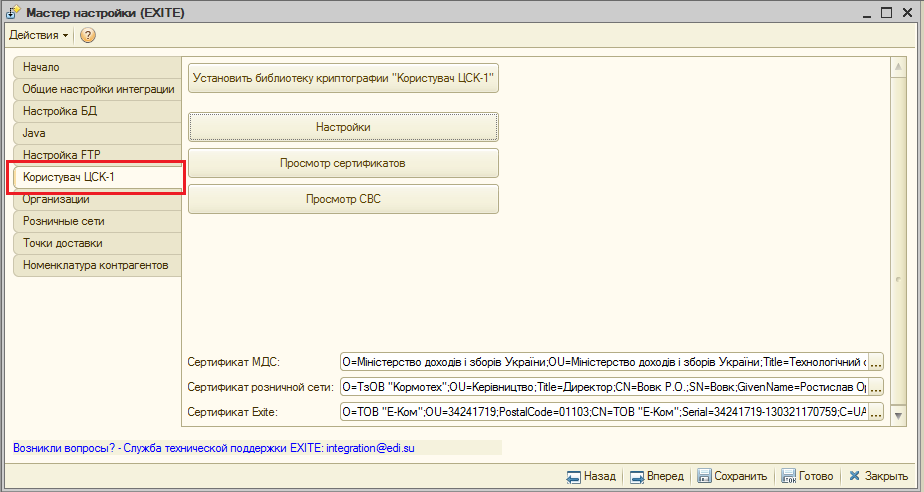 Мастер настройки (EXITE)
Действия
Начало
Общие настройки интеграции
Настройка БД
Java
Настройка FTP
Користувач ЦСК-1
Организации
Розничные сети
Точки доставки
Номенклатура контрагентов
Установить библиотеку криптографии "Користувач ЦСК-1"
Настройки
Просмотр сертификатов
Просмотр СВС
Сертификат МДС: О=Міністерство доходів і зборів України;OU=Міністерство доходів і зборів України;Title=Технологічний ...
Сертификат розничной сети: О=ТзОВ "Кормотех";OU=Керівництво;Title=Директор;CN=Вовк Р.О.;SN=Вовк;GivenName=Ростислав ...
Сертификат Exite: О=ТОВ "Е-Ком";OU=34241719;PostalCode=01103;CN=ТОВ "Е-Ком";Serial=34241719-130321170759;C=UA ...
Возникли вопросы? - Служба технической поддержки EXITE: integration@edi.su
Назад Вперед Сохранить Готово Закрыть